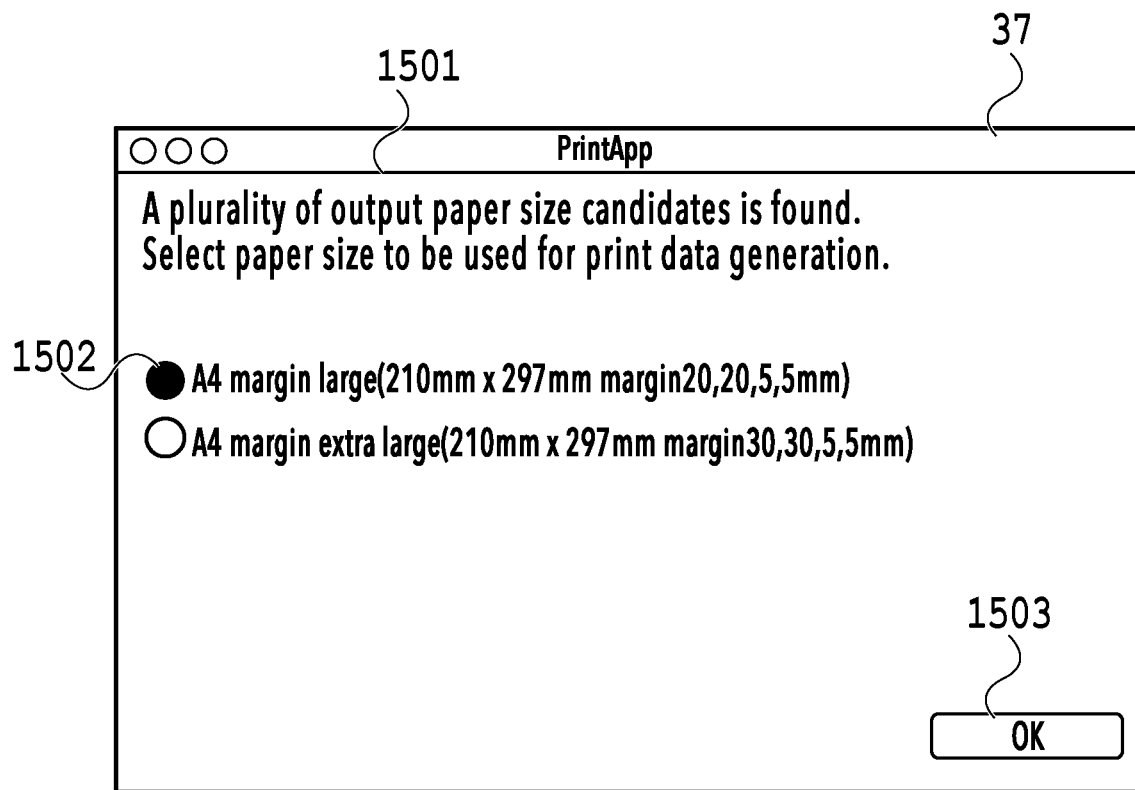 37
1501
PrintApp
A plurality of output paper size candidates is found.
Select paper size to be used for print data generation.
1502
A4 margin large(210mm x 297mm margin20,20,5,5mm)
A4 margin extra large(210mm x 297mm margin30,30,5,5mm)
1503
OK